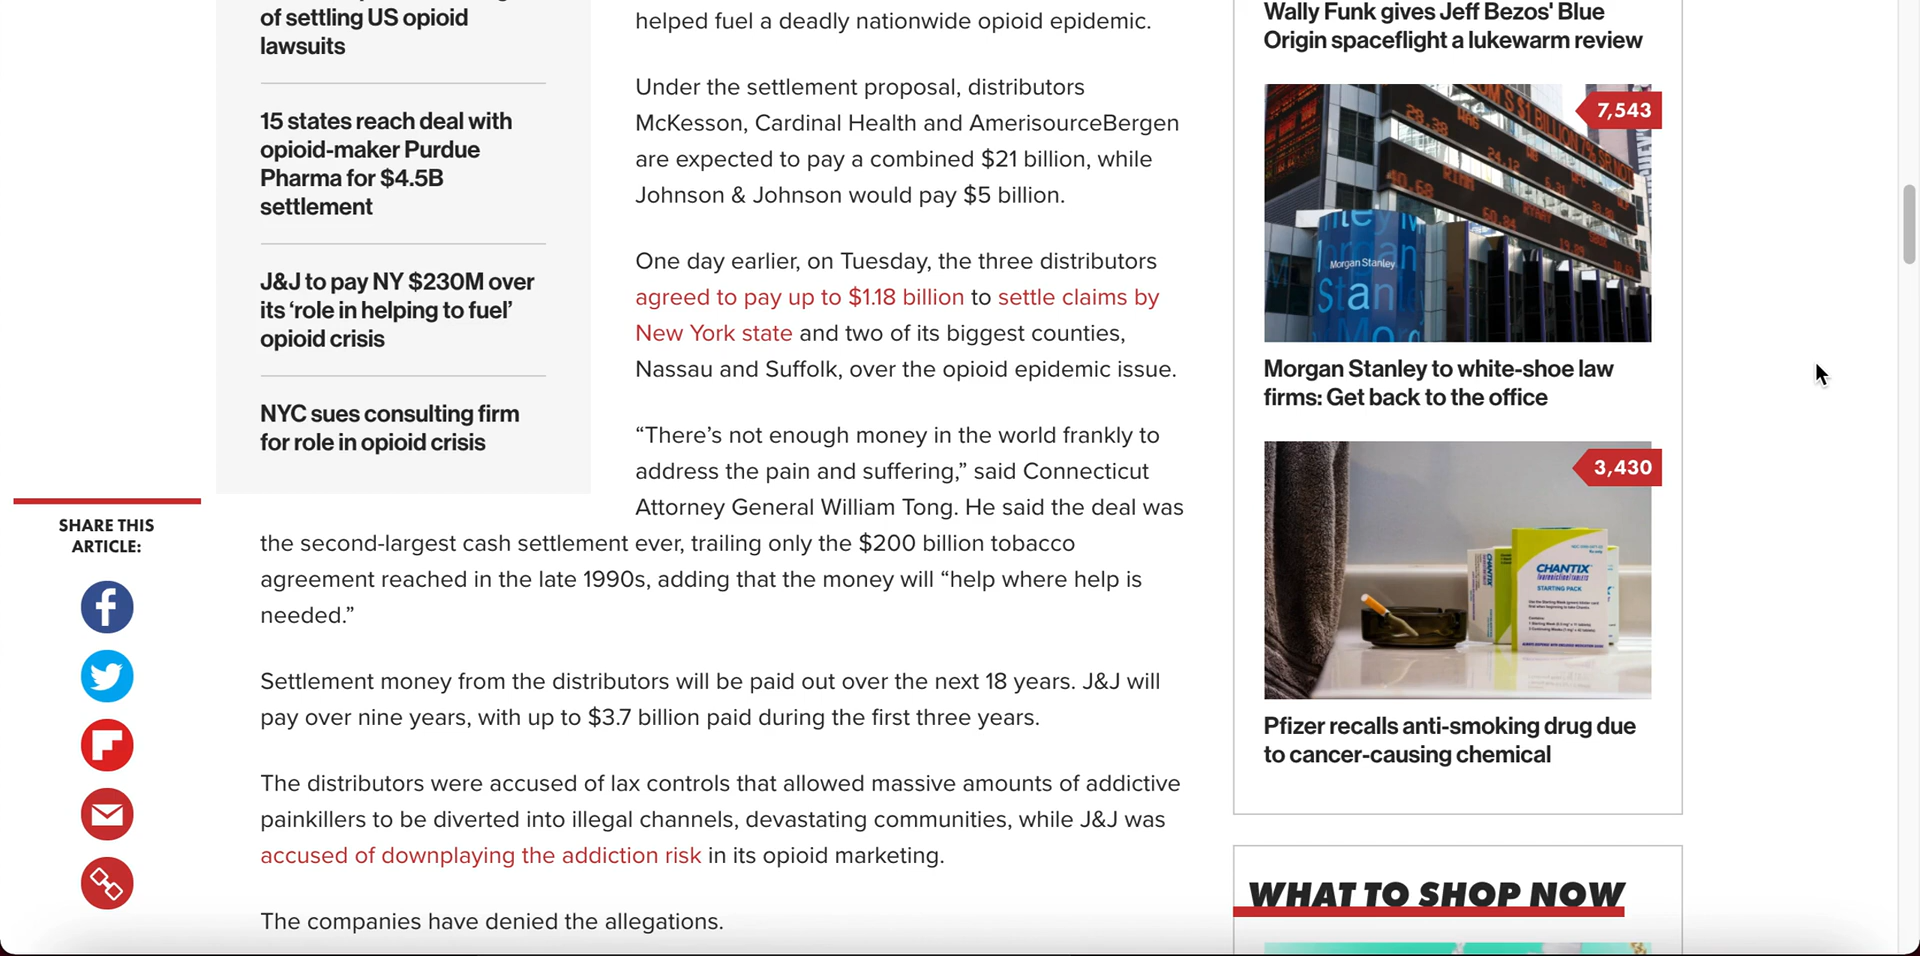 of settling US opioid
lawsuits
15 states reach deal with
opioid-maker Purdue
Pharma for $4.5B
settlement
J&J to pay NY $230M over
its ‘role in helping to fuel’
opioid crisis
NYC sues consulting firm
for role in opioid crisis
SHARE THIS
ARTICLE:
helped fuel a deadly nationwide opioid epidemic.
Under the settlement proposal, distributors
McKesson, Cardinal Health and AmerisourceBergen
are expected to pay a combined $21 billion, while
Johnson & Johnson would pay $5 billion.
One day earlier, on Tuesday, the three distributors
agreed to pay up to $1.18 billion to settle claims by
New York state and two of its biggest counties,
Nassau and Suffolk, over the opioid epidemic issue.
“There’s not enough money in the world frankly to
address the pain and suffering,” said Connecticut
Attorney General William Tong. He said the deal was
the second-largest cash settlement ever, trailing only the $200 billion tobacco
agreement reached in the late 1990s, adding that the money will “help where help is
needed.”
Settlement money from the distributors will be paid out over the next 18 years. J&J will
pay over nine years, with up to $3.7 billion paid during the first three years.
The distributors were accused of lax controls that allowed massive amounts of addictive
painkillers to be diverted into illegal channels, devastating communities, while J&J was
accused of downplaying the addiction risk in its opioid marketing.
The companies have denied the allegations.
Wally Funk gives Jeff Bezos' Blue
Origin spaceflight a lukewarm review
7,543
Morgan Stanley
Morgan Stanley to white-shoe law
firms: Get back to the office
3,430
CHANTIX
STARTING PACK
Pfizer recalls anti-smoking drug due
to cancer-causing chemical
WHAT TO SHOP NOW